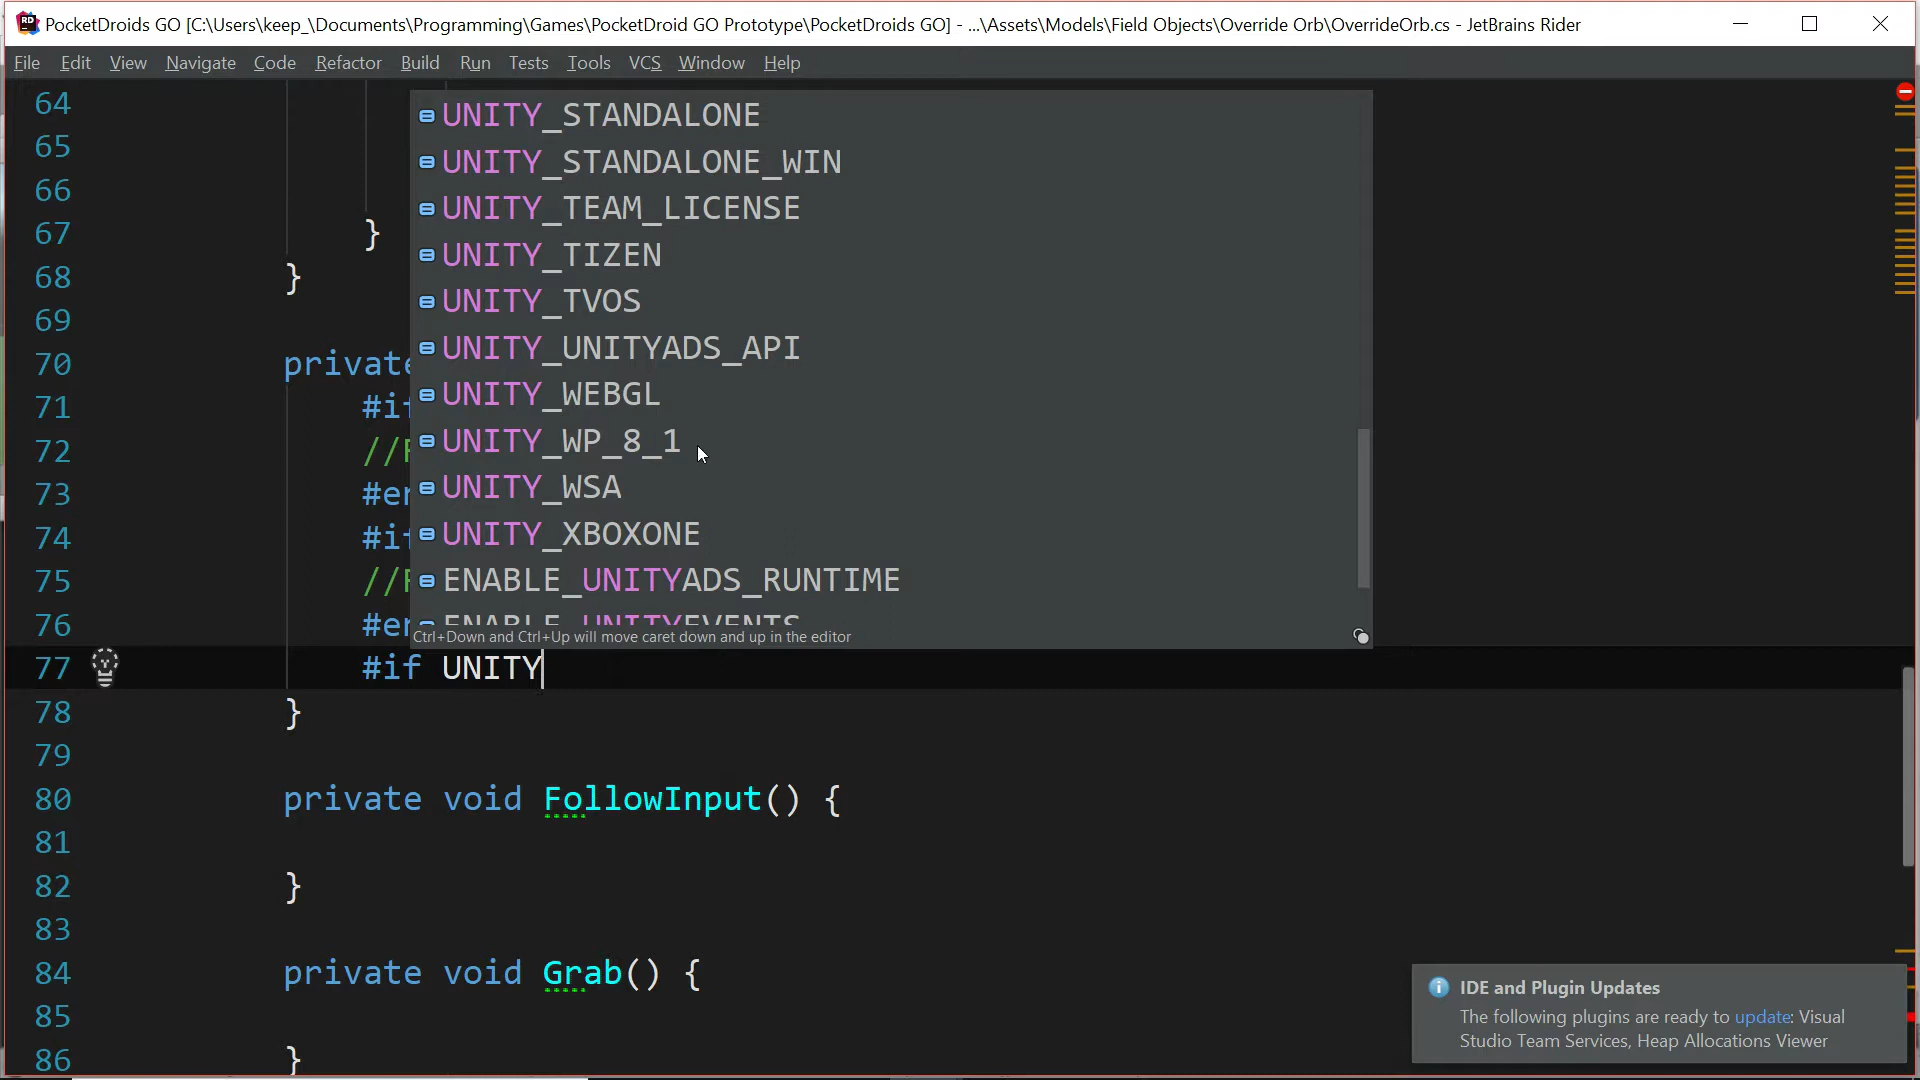 PocketDroids GO [C:\Users\keep_\Documents\Programming\Games\PocketDroid GO Prototype\PocketDroids GO] - ...\Assets\Models\Field Objects\Override Orb\OverrideOrb.cs - JetBrains Rider
File Edit View Navigate Code Refactor Build Run Tests Tools VCS Window Help
64
UNITY_STANDALONE
65
UNITY_STANDALONE_WIN
66
UNITY_TEAM_LICENSE
67 }
UNITY_TIZEN
68 }
UNITY_TVOS
69
UNITY_UNITYADS_API
70 private
UNITY_WEBGL
71 #if
UNITY_WP_8_1
72 //
UNITY_WSA
73
UNITY_XBOXONE
74 #if
ENABLE_UNITYADS_RUNTIME
75 //
ENABLE_UNITYEVENTS
76
Ctrl+Down and Ctrl+Up will move caret down and up in the editor
77 #if UNITY
78 }
79
80 private void FollowInput() {
81
82 }
83
84 private void Grab() {
85
86 }
IDE and Plugin Updates
The following plugins are ready to update: Visual
Studio Team Services, Heap Allocations Viewer